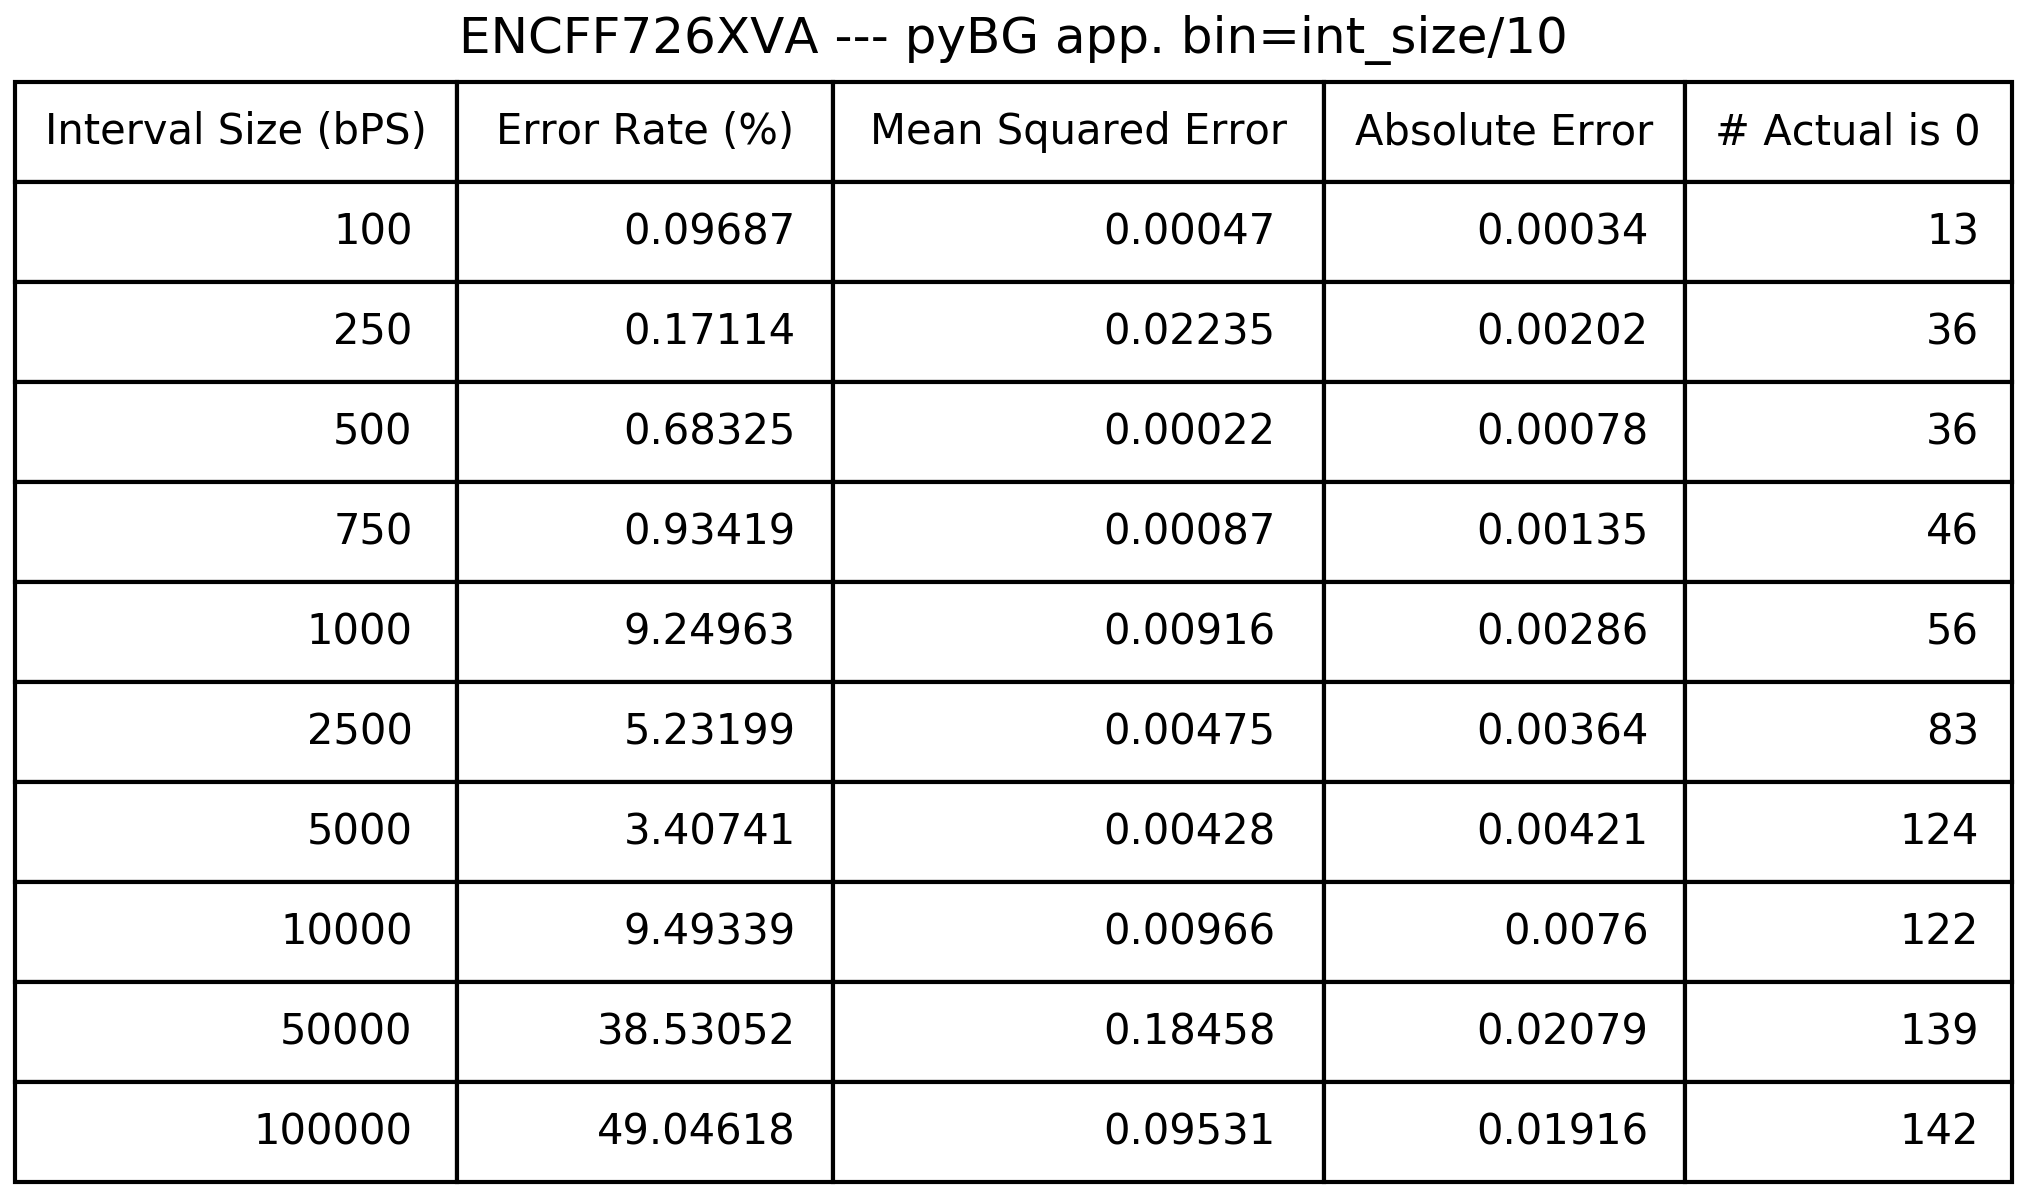 ENCFF726XVA --- pyBG app. bin=int_size/10
Interval Size (bPS) Error Rate (%) Mean Squared Error Absolute Error # Actual is 0
100 0.09687 0.00047 0.00034 13
250 0.17114 0.02235 0.00202 36
500 0.68325 0.00022 0.00078 36
750 0.93419 0.00087 0.00135 46
1000 9.24963 0.00916 0.00286 56
2500 5.23199 0.00475 0.00364 83
5000 3.40741 0.00428 0.00421 124
10000 9.49339 0.00966 0.0076 122
50000 38.53052 0.18458 0.02079 139
100000 49.04618 0.09531 0.01916 142